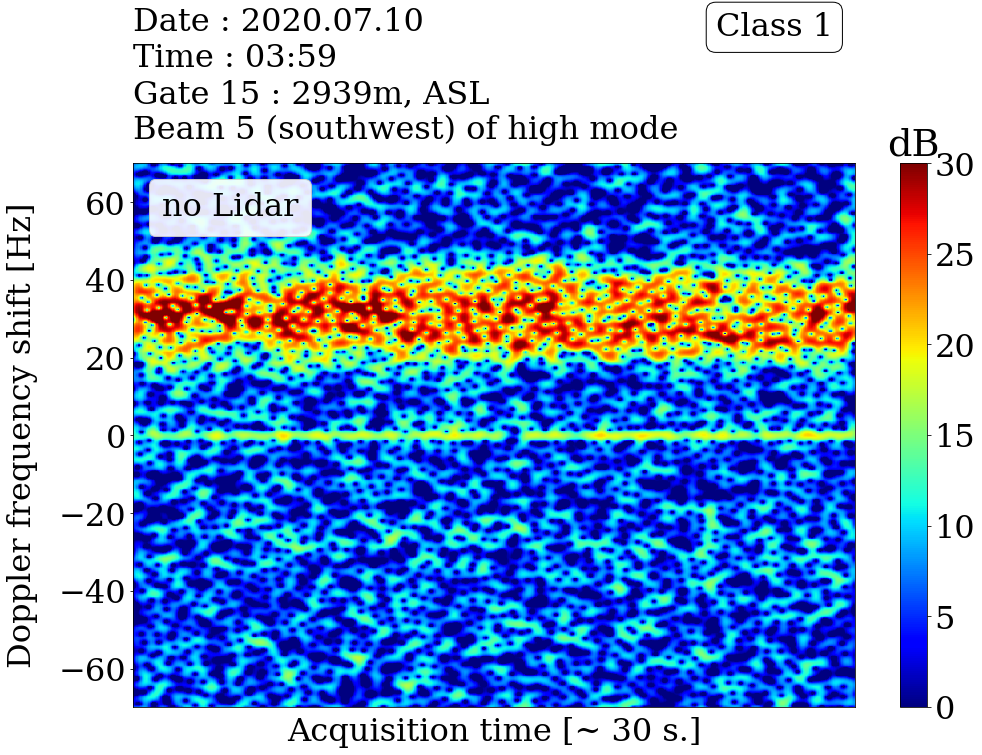 Date : 2020.07.10
Class 1
Time : 03:59
Gate 15 : 2939m, ASL
Beam 5 (southwest) of high mode
dB
no Lidar
60
40
20
0
−20
−40
−60
Doppler frequency shift [Hz]
30
25
20
15
10
5
0
Acquisition time [~ 30 s.]